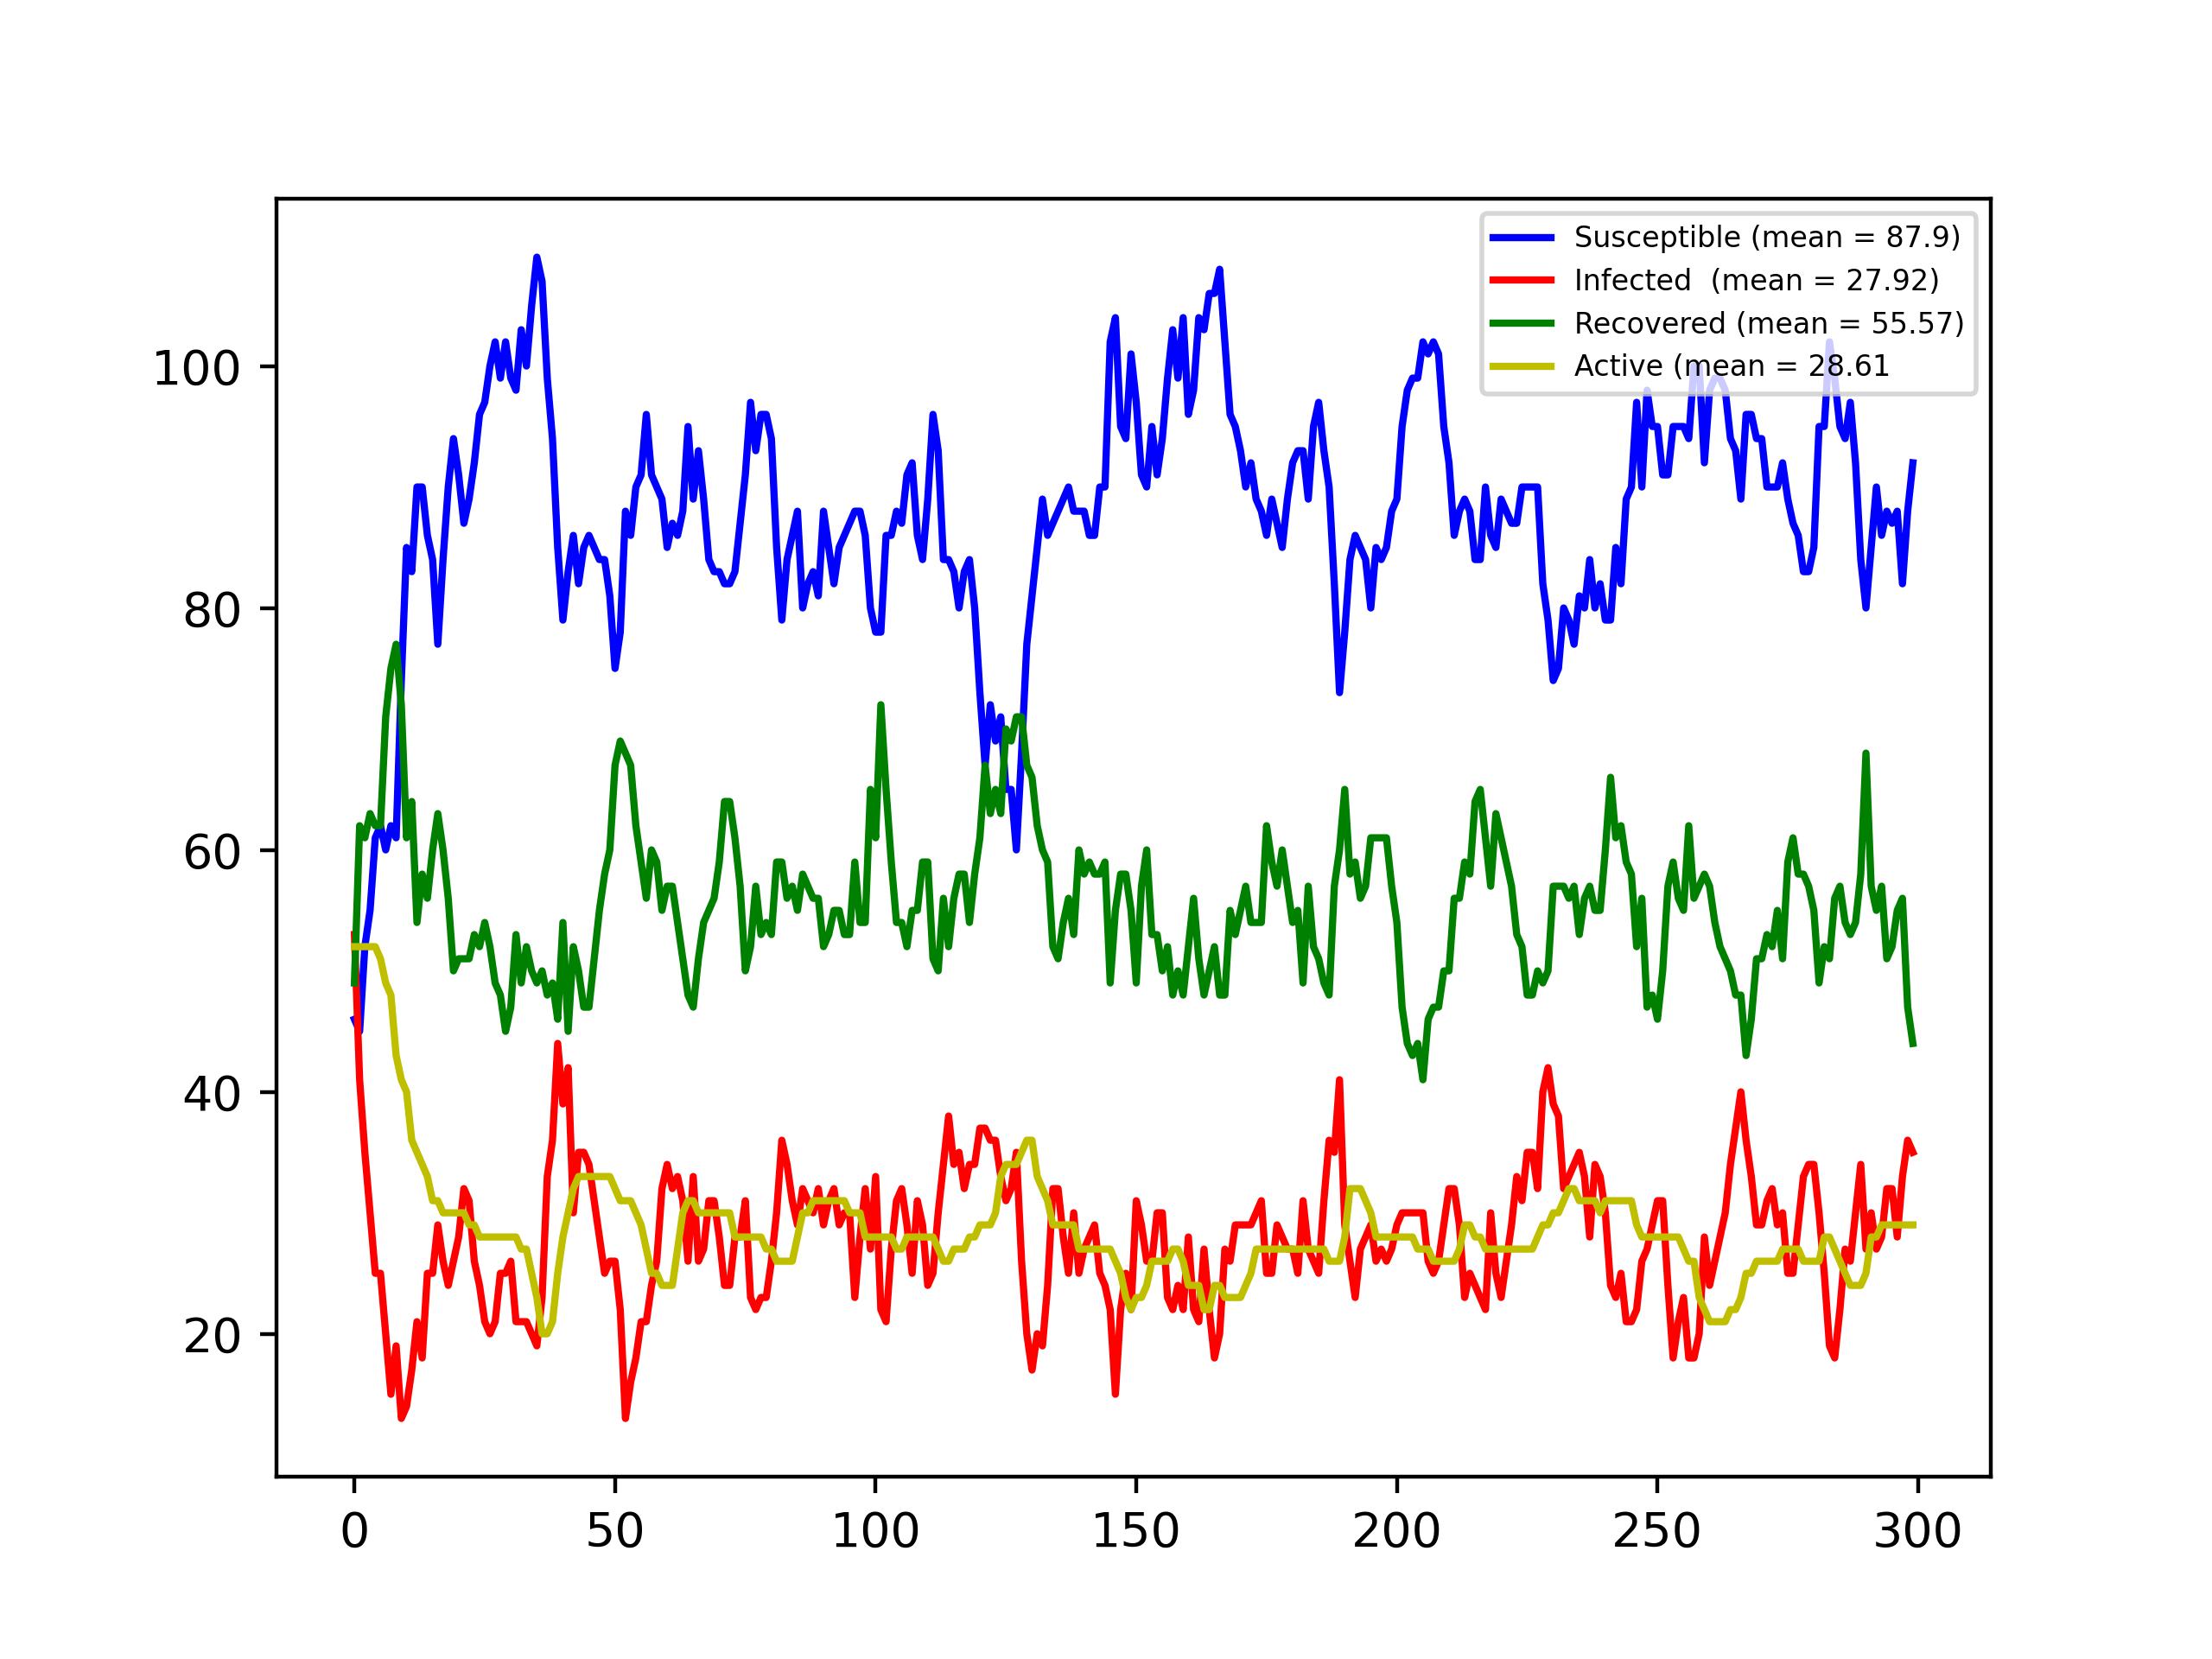 Susceptible (mean = 87.9)
Infected  (mean = 27.92)
Recovered (mean = 55.57)
Active (mean = 28.61
100
80
60
40
20
0 50 100 150 200 250 300